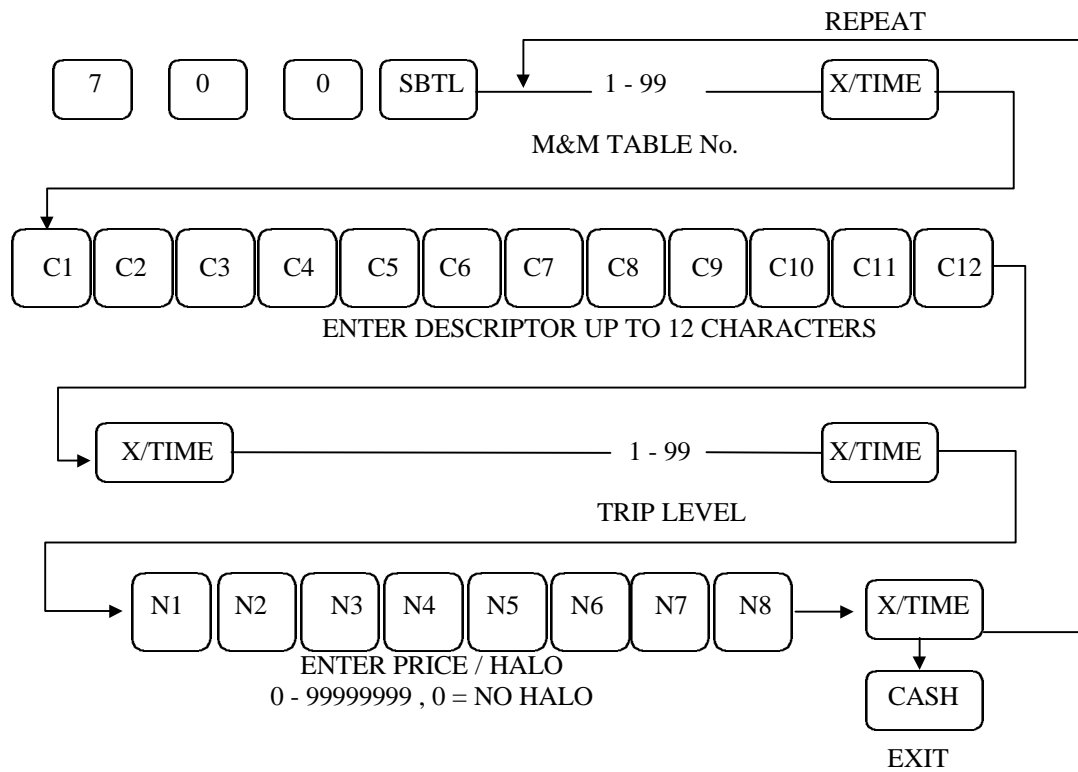 REPEAT
7 0 0 SBTL 1 - 99 X/TIME
M&M TABLE No.
C1 C2 C3 C4 C5 C6 C7 C8 C9 C10 C11 C12
ENTER DESCRIPTOR UP TO 12 CHARACTERS
X/TIME 1 - 99 X/TIME
TRIP LEVEL
N1 N2 N3 N4 N5 N6 N7 N8 X/TIME
ENTER PRICE / HALO
0 - 99999999 , 0 = NO HALO
CASH
EXIT